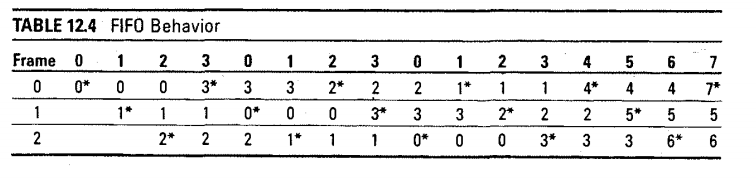 TABLE 12.4 FIFO Behavior
Frame 0 1 2 3 0 1 2 3 0 1 2 3 4 5 6 7
0 0* 0 0 3* 3 3 2* 2 2 1* 1 1 4* 4 4 7*
1 1* 1 1 0* 0 0 3* 3 3 2* 2 2 5* 5 5
2 2* 2 2 1* 1 1 0* 0 0 3* 3 3 6* 6